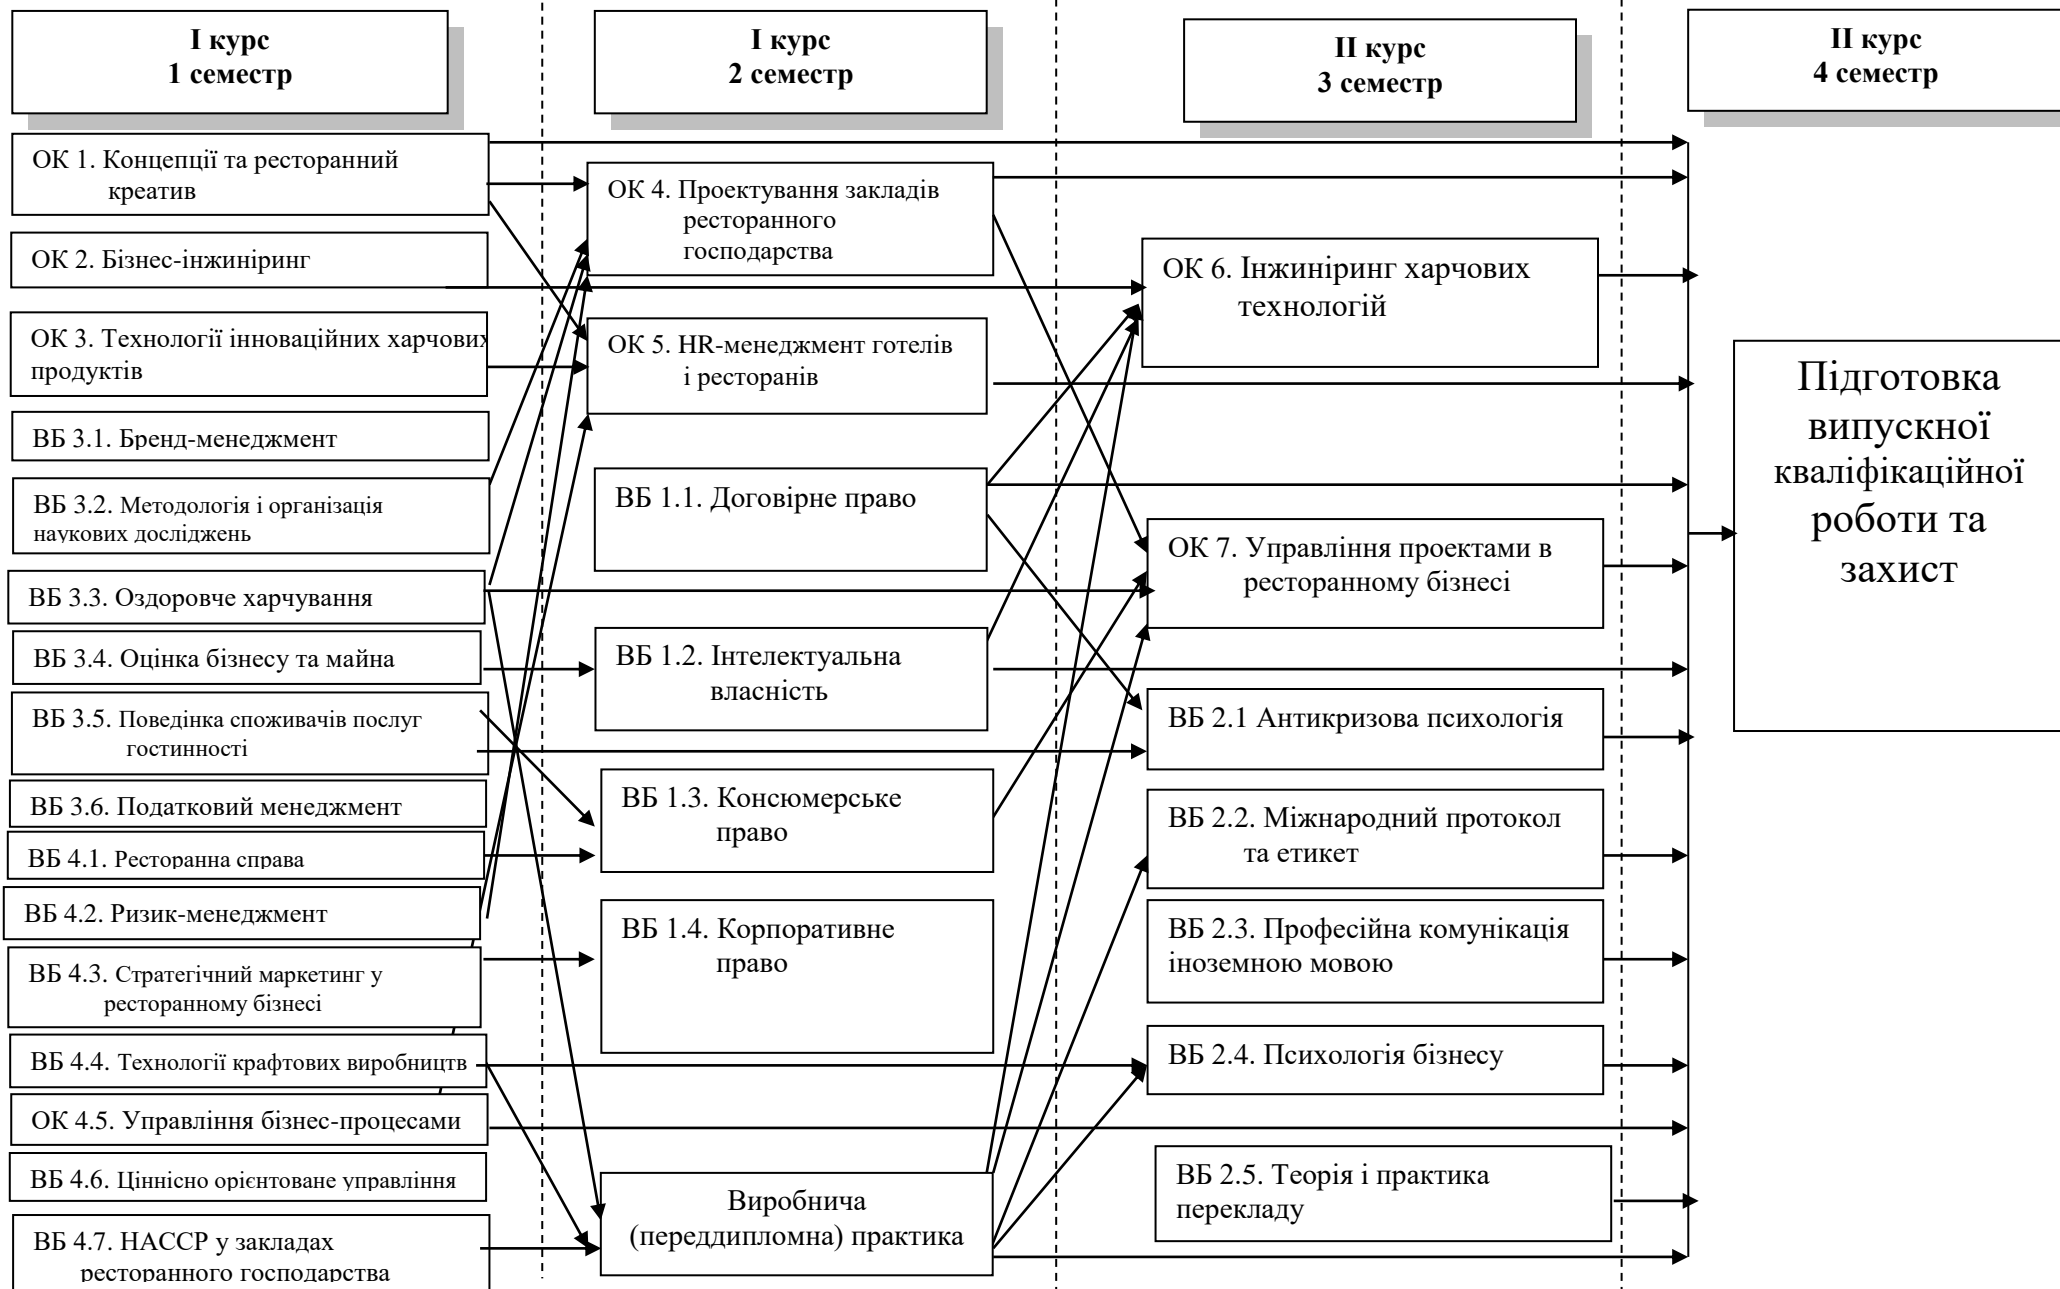 І курс
1 семестр
І курс
2 семестр
ІІ курс
3 семестр
ІІ курс
4 семестр
ОК 1. Концепції та ресторанний
креатив
ОК 2. Бізнес-інжиніринг
ОК 3. Технології інноваційних харчових
продуктів
ВБ 3.1. Бренд-менеджмент
ВБ 3.2. Методологія і організація
наукових досліджень
ВБ 3.3. Оздоровче харчування
ВБ 3.4. Оцінка бізнесу та майна
ВБ 3.5. Поведінка споживачів послуг
гостинності
ВБ 3.6. Податковий менеджмент
ВБ 4.1. Ресторанна справа
ВБ 4.2. Ризик-менеджмент
ВБ 4.3. Стратегічний маркетинг у
ресторанному бізнесі
ВБ 4.4. Технології крафтових виробництв
ОК 4.5. Управління бізнес-процесами
ВБ 4.6. Ціннісно орієнтоване управління
ВБ 4.7. НАССР у закладах
ресторанного господарства
ОК 4. Проектування закладів
ресторанного
господарства
ОК 5. HR-менеджмент готелів
і ресторанів
ВБ 1.1. Договірне право
ВБ 1.2. Інтелектуальна
власність
ВБ 1.3. Консюмерське
право
ВБ 1.4. Корпоративне
право
Виробнича
(переддипломна) практика
ОК 6. Інжиніринг харчових
технологій
ОК 7. Управління проектами в
ресторанному бізнесі
ВБ 2.1 Антикризова психологія
ВБ 2.2. Міжнародний протокол
та етикет
ВБ 2.3. Професійна комунікація
іноземною мовою
ВБ 2.4. Психологія бізнесу
ВБ 2.5. Теорія і практика
перекладу
Підготовка
випускної
кваліфікаційної
роботи та
захист